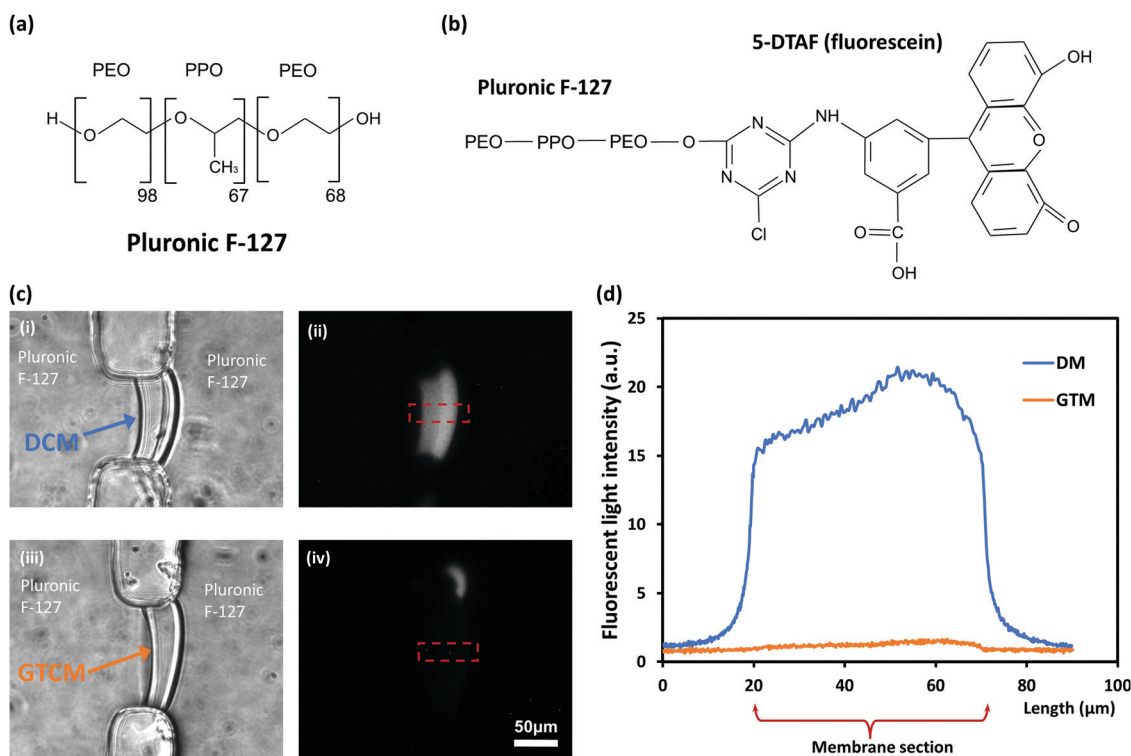 (a)
PEO PPO PEO
H O O O OH
CH₃
98 67 68
Pluronic F-127
(b)
5-DTAF (fluorescein)
Pluronic F-127
OH
PEO PPO PEO O N NH O
N N
Cl O C O
OH
(c)
(i)
Pluronic
F-127
Pluronic
F-127
DCM
(ii)
(iii)
Pluronic
F-127
Pluronic
F-127
GTCM
(iv)
50μm
(d)
25
20
15
10
5
0
Fluorescent light intensity (a.u.)
DM
GTM
0 20 40 60 80 100
Length (μm)
Membrane section